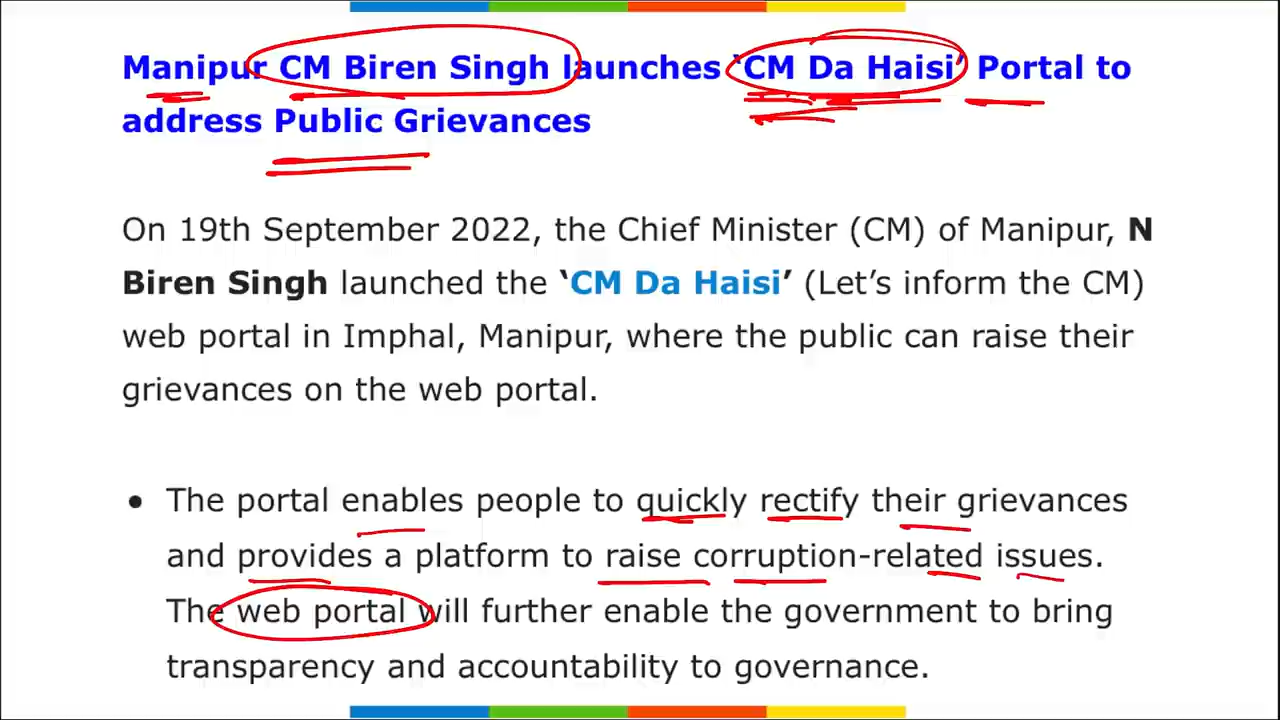 Manipur CM Biren Singh launches ‘CM Da Haisi’ Portal to
address Public Grievances
On 19th September 2022, the Chief Minister (CM) of Manipur, N
Biren Singh launched the ‘CM Da Haisi’ (Let’s inform the CM)
web portal in Imphal, Manipur, where the public can raise their
grievances on the web portal.
● The portal enables people to quickly rectify their grievances
and provides a platform to raise corruption-related issues.
The web portal will further enable the government to bring
transparency and accountability to governance.